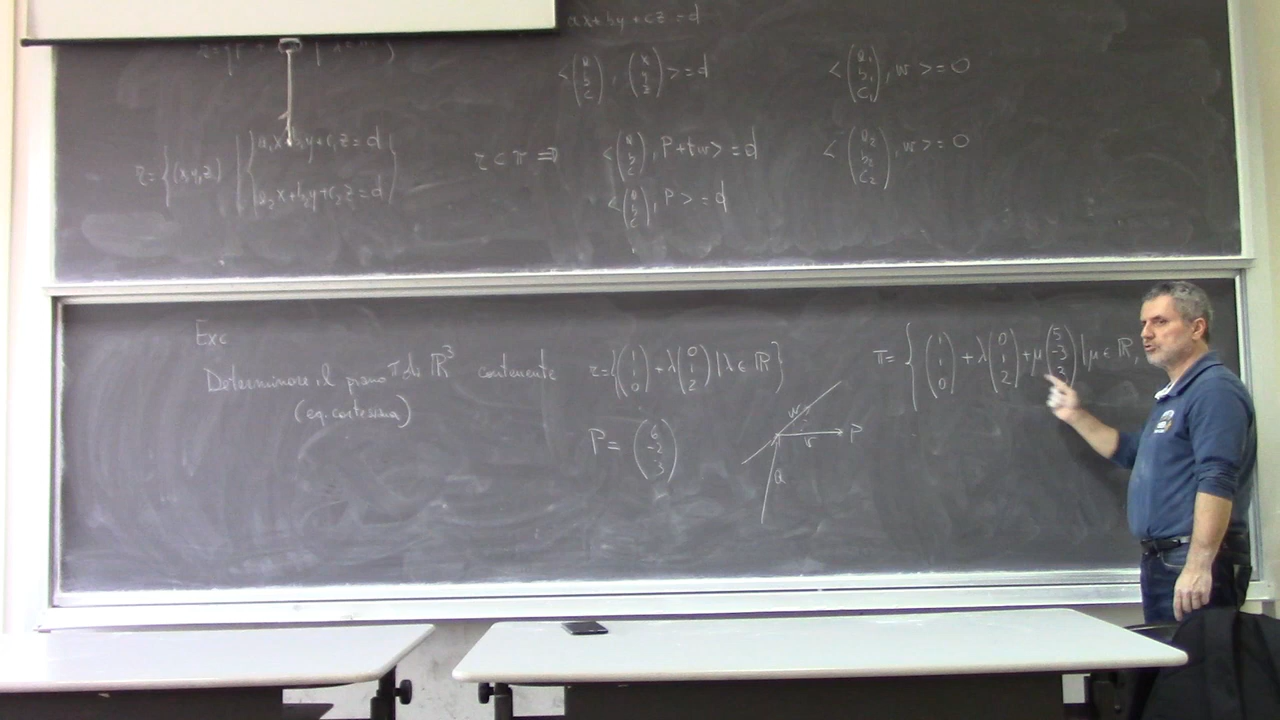 ax+by+cz=d
<(a b c), (x y z)>=d
<(a₁ b₁ c₁), w>=0
r={(x,y,z) | {a₁x+b₁y+c₁z=d
a₂x+b₂y+c₂z=d}
r⊂π ⇒ <(a b c), P+tw>=d
<(a b c), P>=d
<(a₂ b₂ c₂), w>=0
Exc
Determinare il piano π di ℝ³ contenente r={(1 1 0)+λ(0 1 2)|λ∈ℝ}
(eq. cartesiana)
P=(6 -2 3)
w
v
P
Q
π={(1 1 0)+λ(0 1 2)+μ(5 -3 3)|μ∈ℝ,